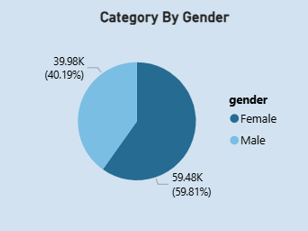 Category By Gender
39.98K
(40.19%)
gender
Female
Male
59.48K
(59.81%)